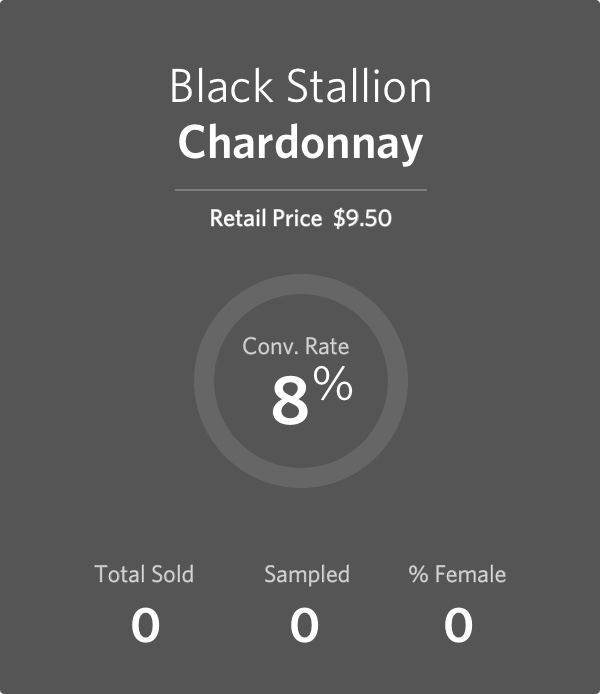 Black Stallion
Chardonnay
Retail Price $9.50
Conv. Rate
8%
Total Sold Sampled % Female
0 0 0